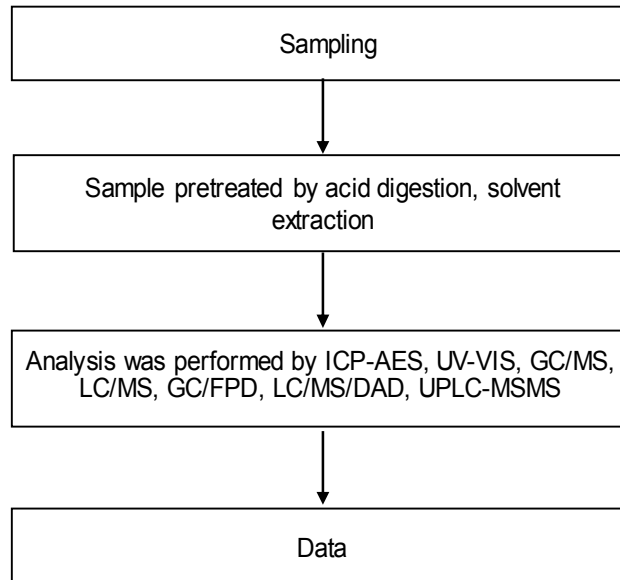 Sampling
Sample pretreated by acid digestion, solvent
extraction
Analysis was performed by ICP-AES, UV-VIS, GC/MS,
LC/MS, GC/FPD, LC/MS/DAD, UPLC-MSMS
Data